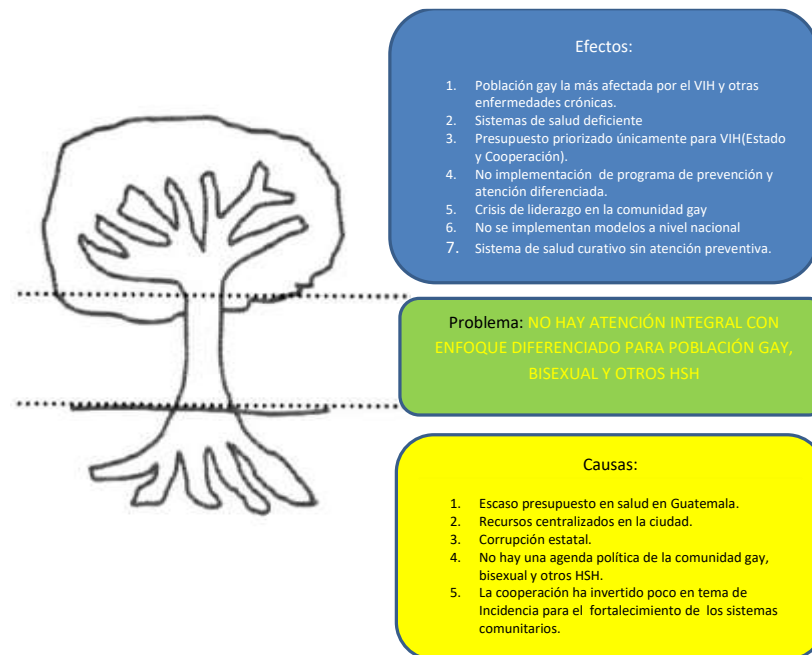 Efectos:
1. Población gay la más afectada por el VIH y otras
enfermedades crónicas.
2. Sistemas de salud deficiente
3. Presupuesto priorizado únicamente para VIH(Estado
y Cooperación).
4. No implementación de programa de prevención y
atención diferenciada.
5. Crisis de liderazgo en la comunidad gay
6. No se implementan modelos a nivel nacional
7. Sistema de salud curativo sin atención preventiva.
Problema: NO HAY ATENCIÓN INTEGRAL CON
ENFOQUE DIFERENCIADO PARA POBLACIÓN GAY,
BISEXUAL Y OTROS HSH
Causas:
1. Escaso presupuesto en salud en Guatemala.
2. Recursos centralizados en la ciudad.
3. Corrupción estatal.
4. No hay una agenda política de la comunidad gay,
bisexual y otros HSH.
5. La cooperación ha invertido poco en tema de
Incidencia para el fortalecimiento de los sistemas
comunitarios.